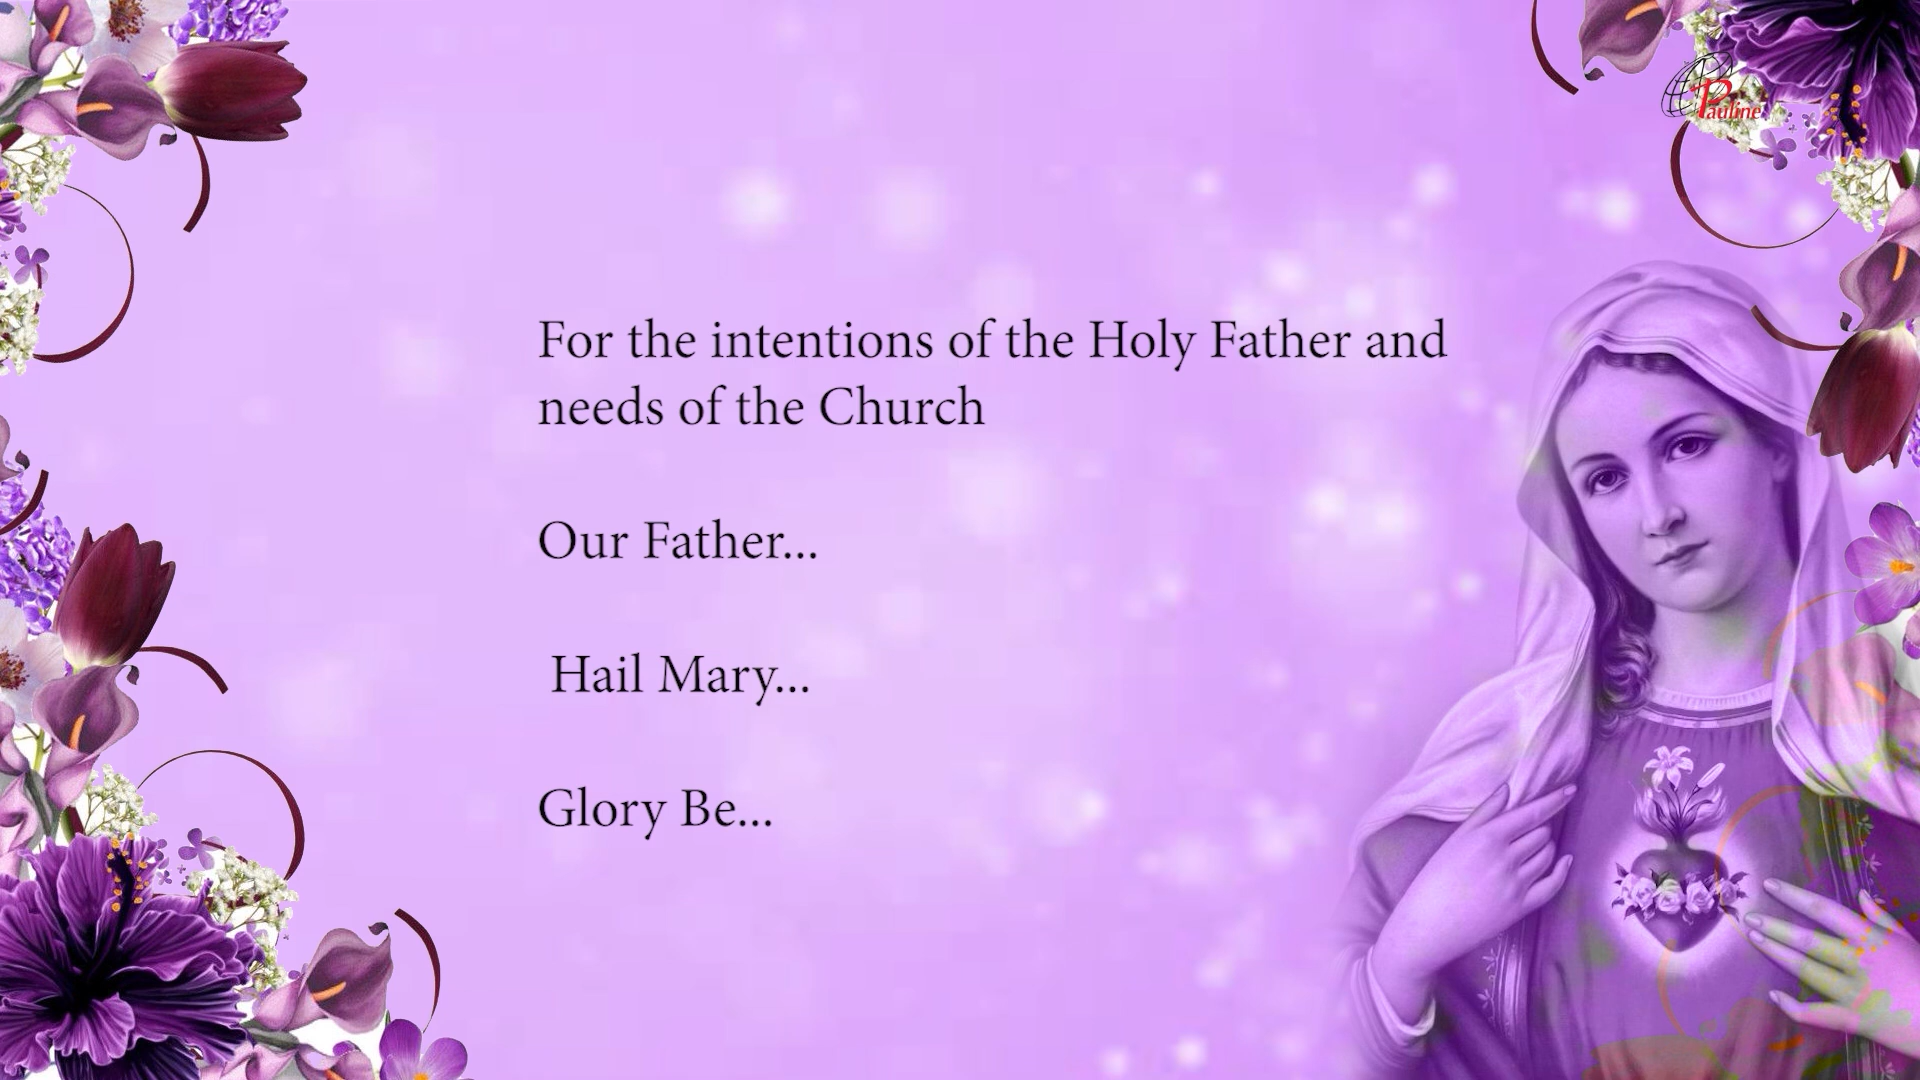 Pauline
For the intentions of the Holy Father and
needs of the Church
Our Father...
Hail Mary...
Glory Be...